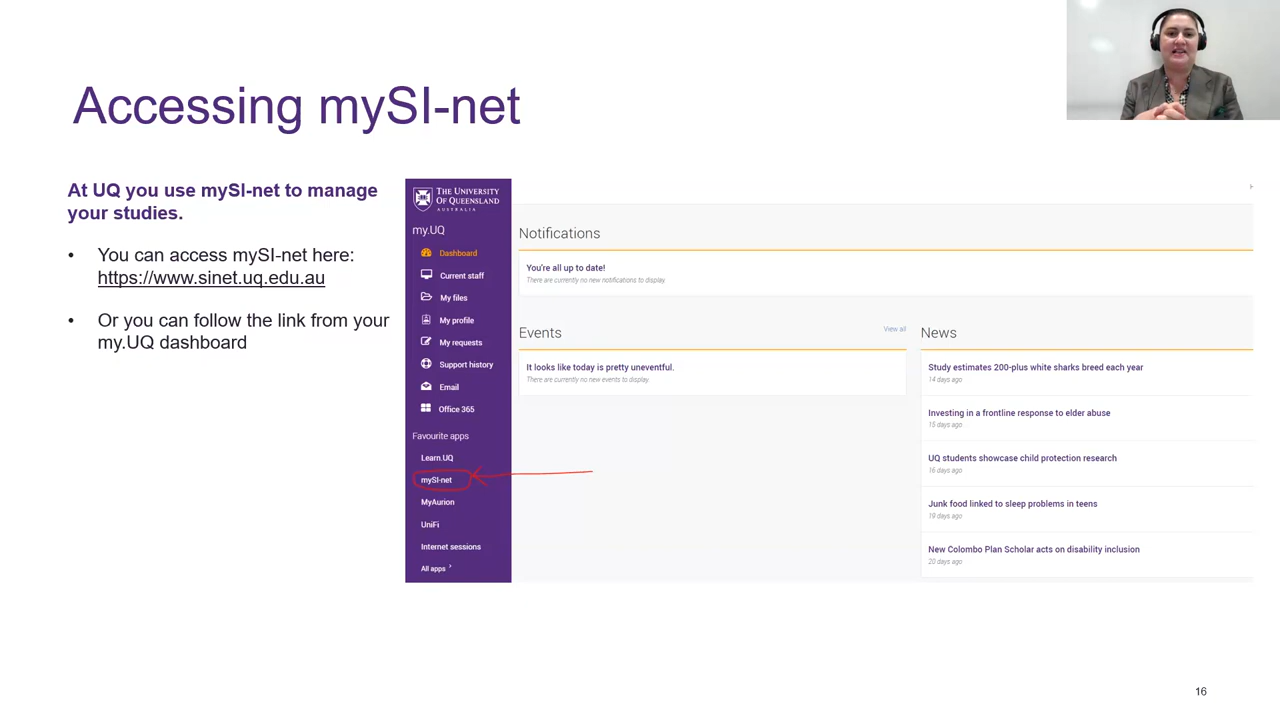 Accessing mySI-net
At UQ you use mySI-net to manage
your studies.
• You can access mySI-net here:
https://www.sinet.uq.edu.au
• Or you can follow the link from your
my.UQ dashboard
THE UNIVERSITY
OF QUEENSLAND
AUSTRALIA
my.UQ
Dashboard
Current staff
My files
My profile
My requests
Support history
Email
Office 365
Favourite apps
Learn.UQ
mySI-net
MyAurion
UniFi
Internet sessions
All apps
Notifications
You're all up to date!
There are currently no new notifications to display
Events
View all
It looks like today is pretty uneventful.
There are currently no new events to display
News
Study estimates 200-plus white sharks breed each year
14 days ago
Investing in a frontline response to elder abuse
15 days ago
UQ students showcase child protection research
16 days ago
Junk food linked to sleep problems in teens
19 days ago
New Colombo Plan Scholar acts on disability inclusion
20 days ago
16